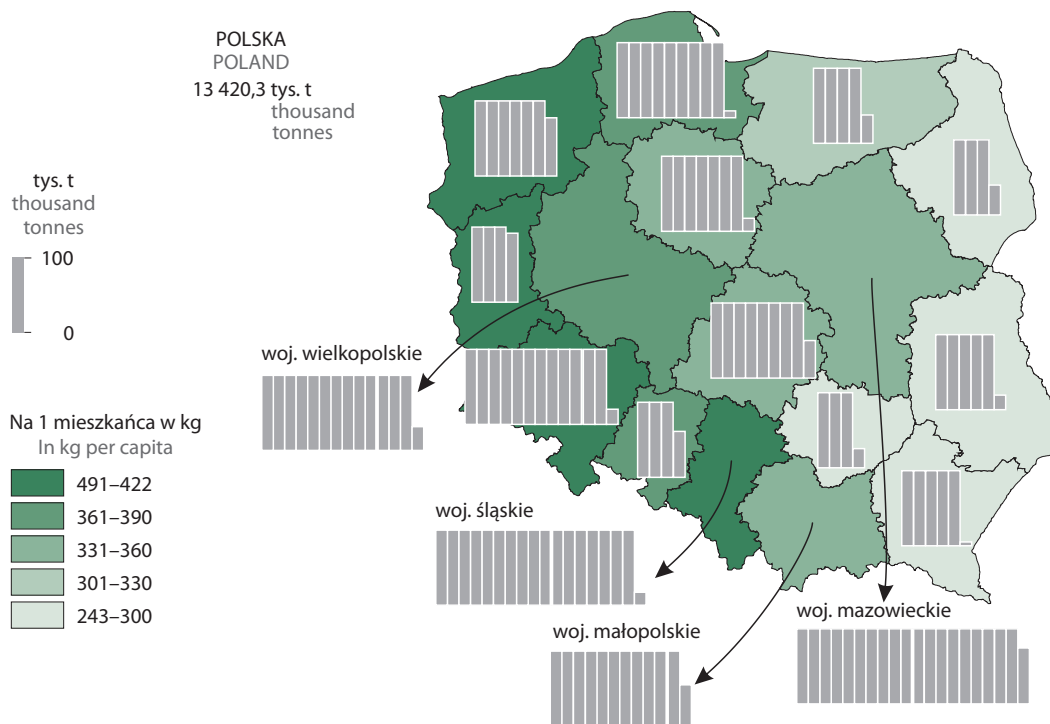 POLSKA
POLAND
13 420,3 tys. t
thousand
tonnes
tys. t
thousand
tonnes
100
0
woj. wielkopolskie
Na 1 mieszkańca w kg
In kg per capita
491–422
361–390
331–360
301–330
243–300
woj. śląskie
woj. małopolskie
woj. mazowieckie